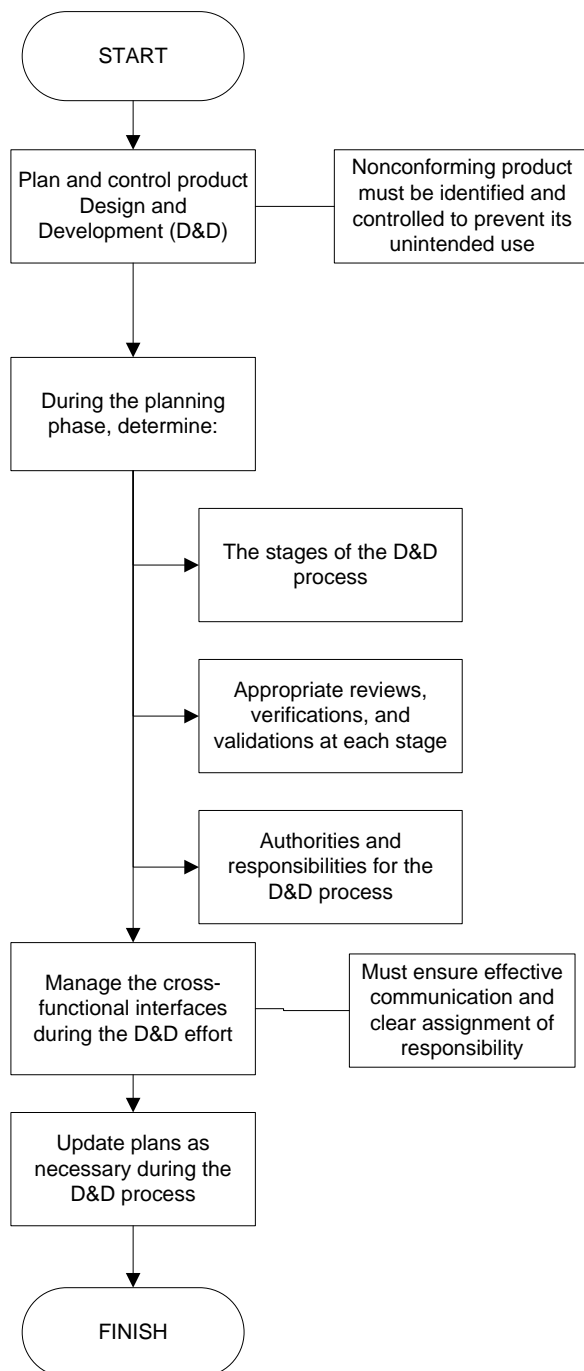 START
Plan and control product
Design and
Development (D&D)
Nonconforming product
must be identified and
controlled to prevent its
unintended use
During the planning
phase, determine:
The stages of the D&D
process
Appropriate reviews,
verifications, and
validations at each stage
Authorities and
responsibilities for the
D&D process
Manage the cross-
functional interfaces
during the D&D effort
Must ensure effective
communication and
clear assignment of
responsibility
Update plans as
necessary during the
D&D process
FINISH